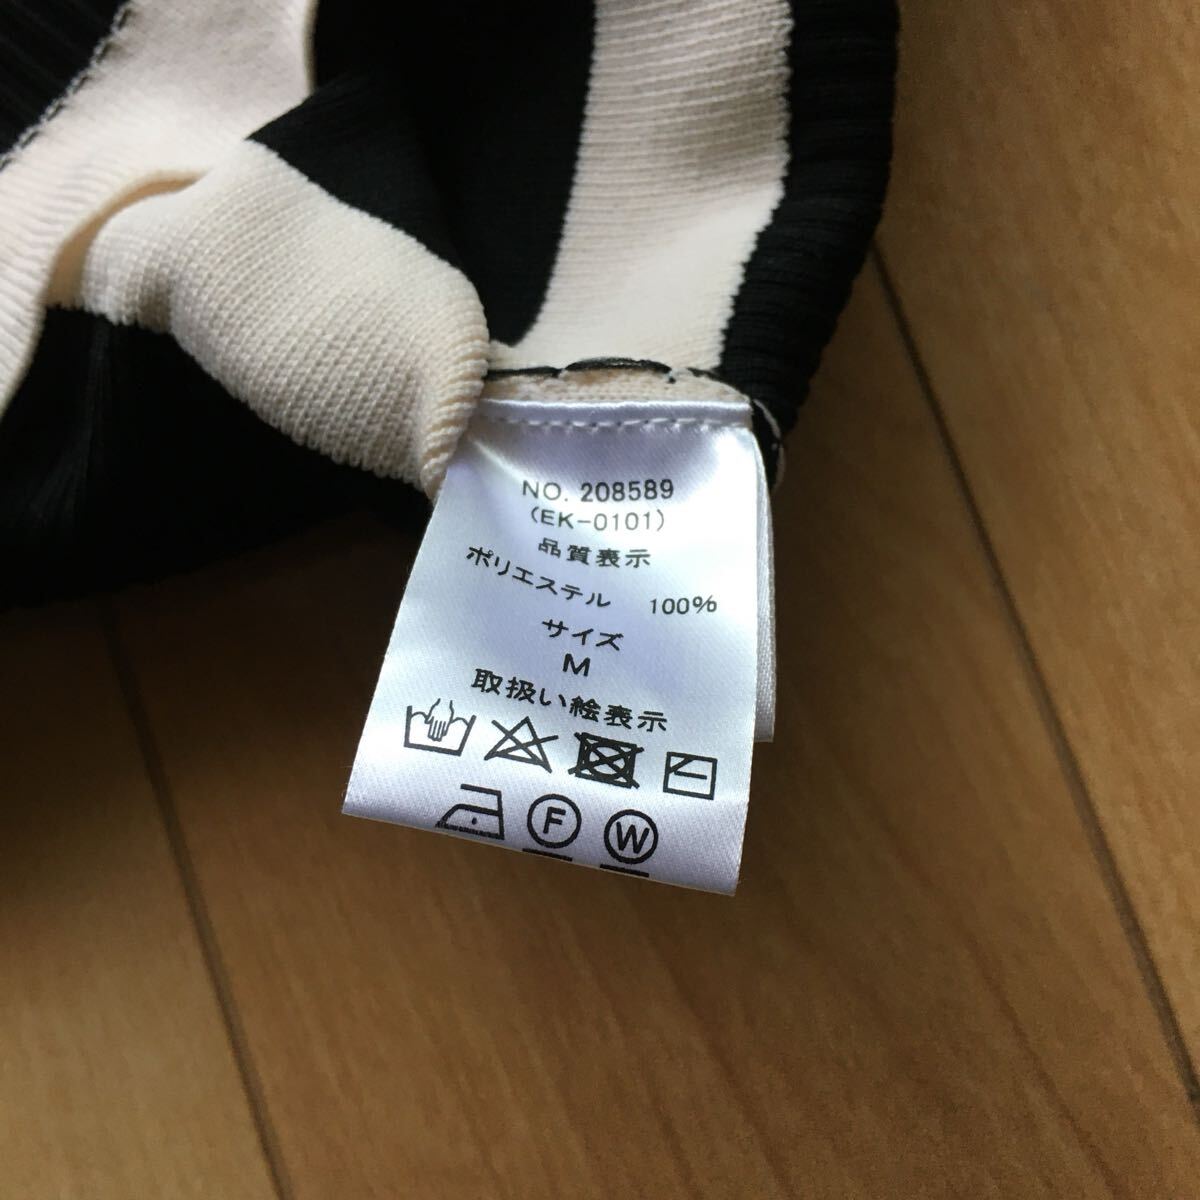 NO. 208589
(EK-0101)
品質表示
ポリエステル 100%
サイズ
M
取扱い絵表示
F W